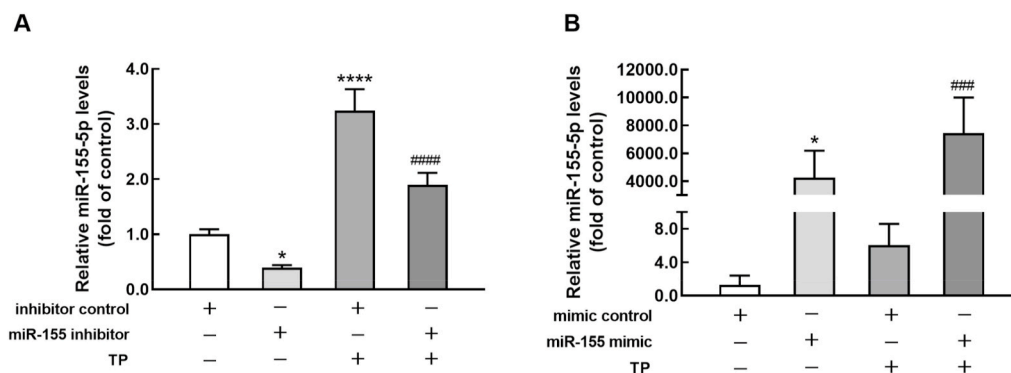 A
Relative miR-155-5p levels
(fold of control)
4.0
3.0
2.0
1.0
0.0
*
****
####
inhibitor control + – + –
miR-155 inhibitor – + – +
TP – – + +
B
Relative miR-155-5p levels
(fold of control)
12000.0
10000.0
8000.0
6000.0
4000.0
8.0
4.0
0.0
*
###
mimic control + – + –
miR-155 mimic – + – +
TP – – + +